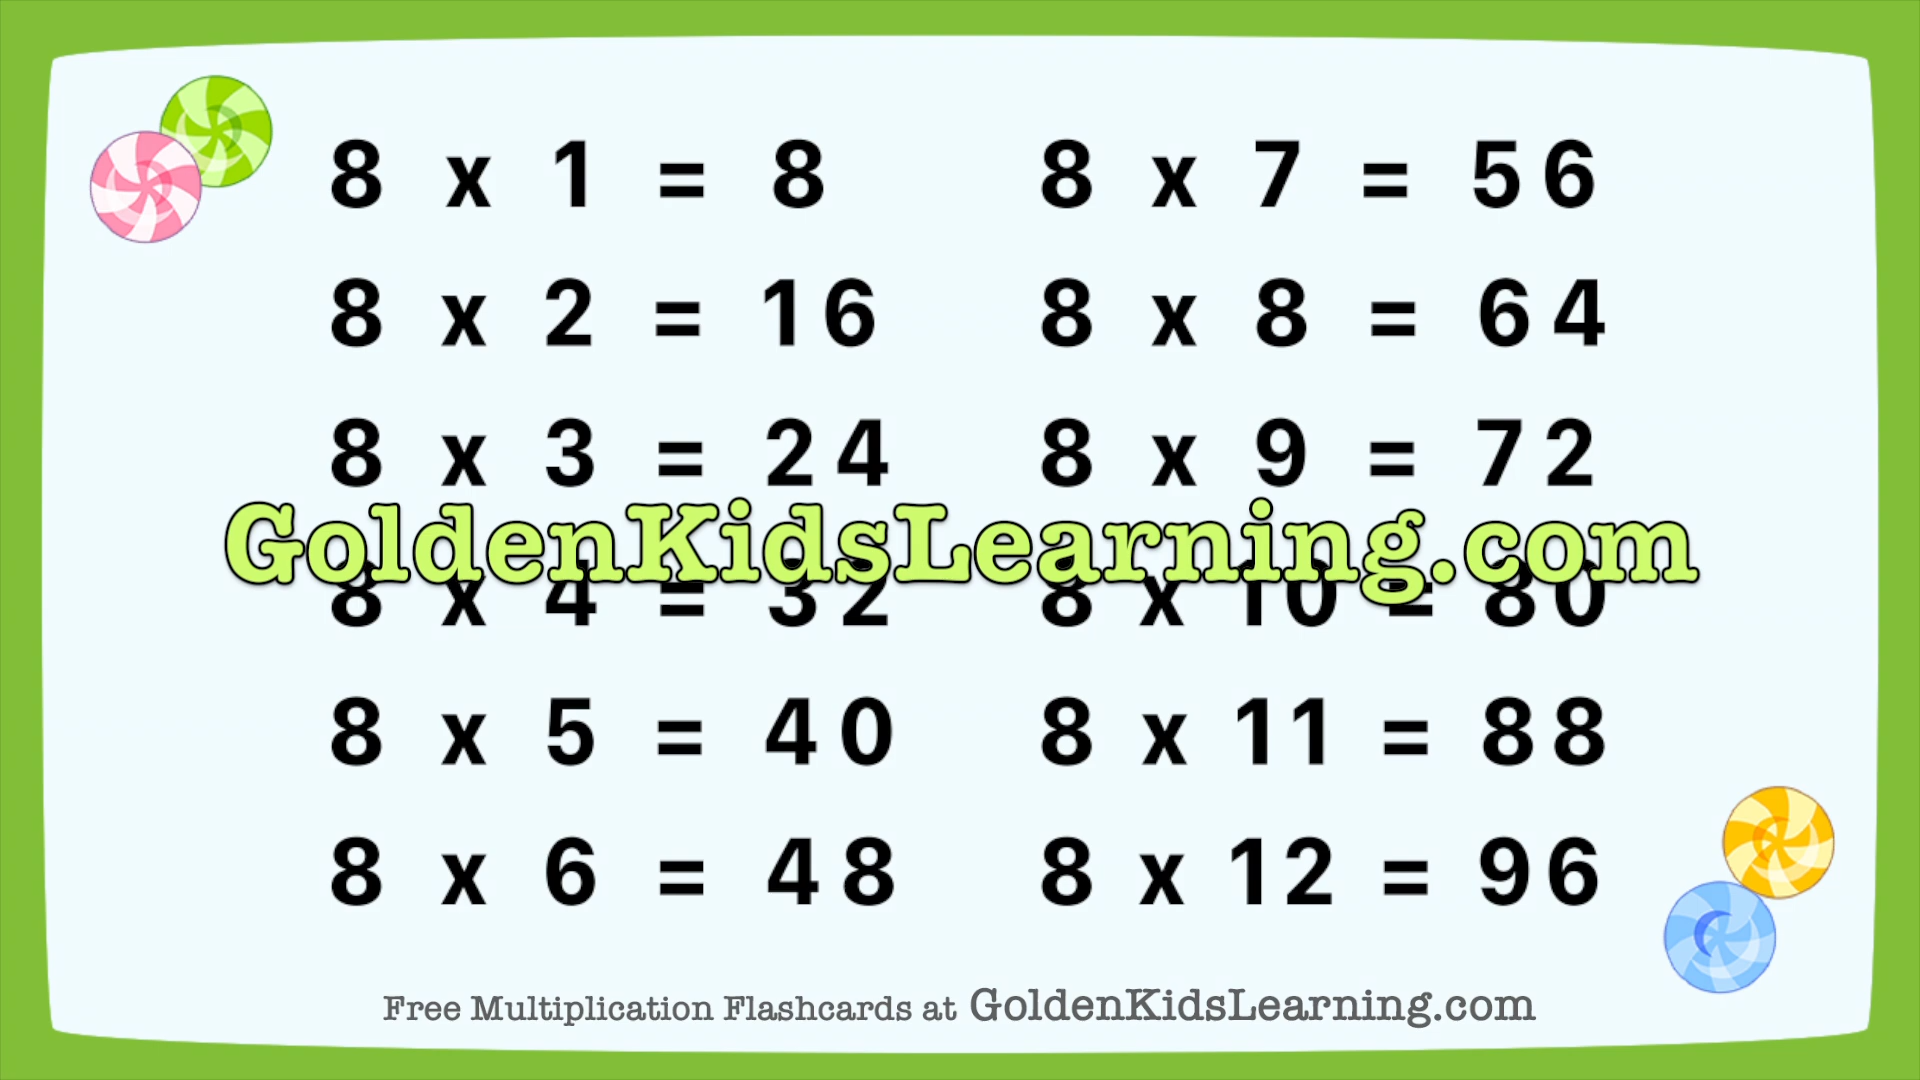 8 x 1 = 8
8 x 2 = 16
8 x 3 = 24
8 x 4 = 32
8 x 5 = 40
8 x 6 = 48
8 x 7 = 56
8 x 8 = 64
8 x 9 = 72
8 x 10 = 80
8 x 11 = 88
8 x 12 = 96
GoldenKidsLearning.com
Free Multiplication Flashcards at GoldenKidsLearning.com